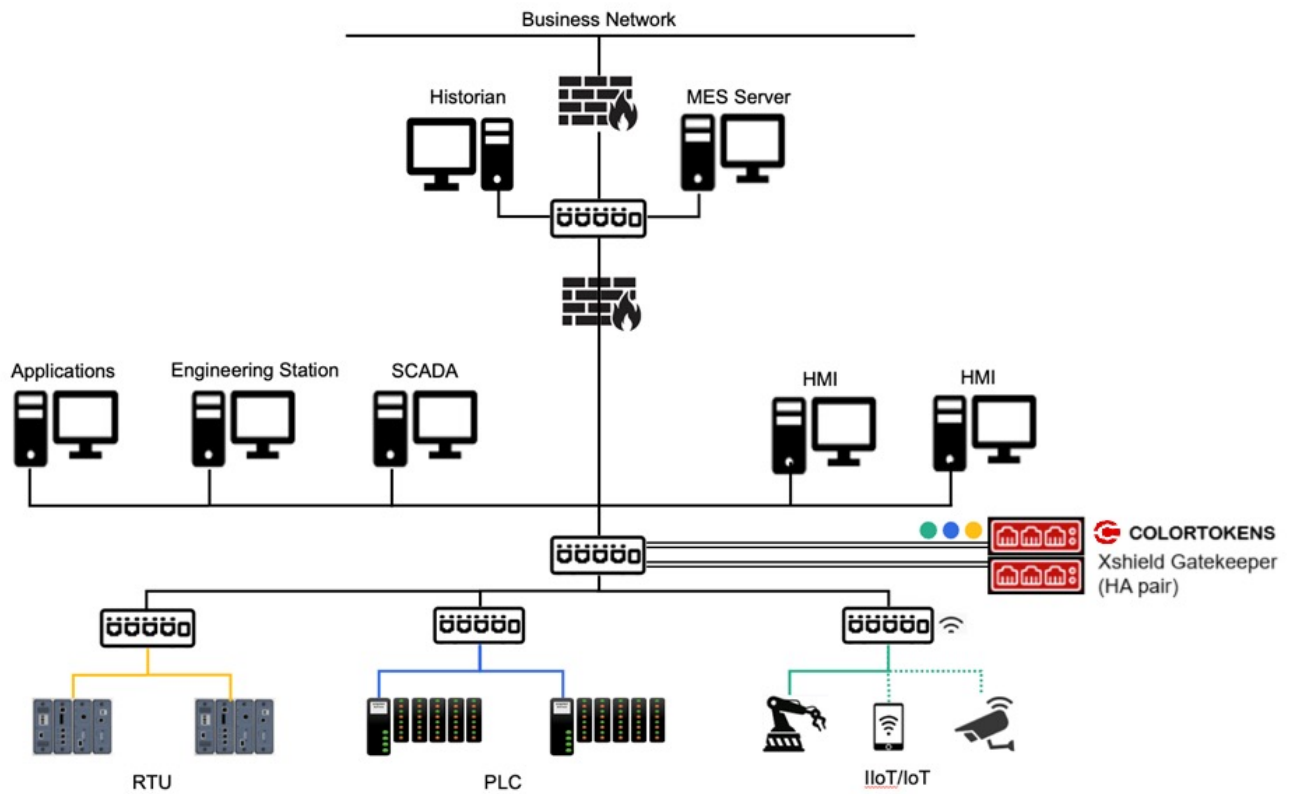 Business Network
Historian
MES Server
Applications
Engineering Station
SCADA
HMI
HMI
COLORTOKENS
Xshield Gatekeeper
(HA pair)
RTU
PLC
IIoT/IoT